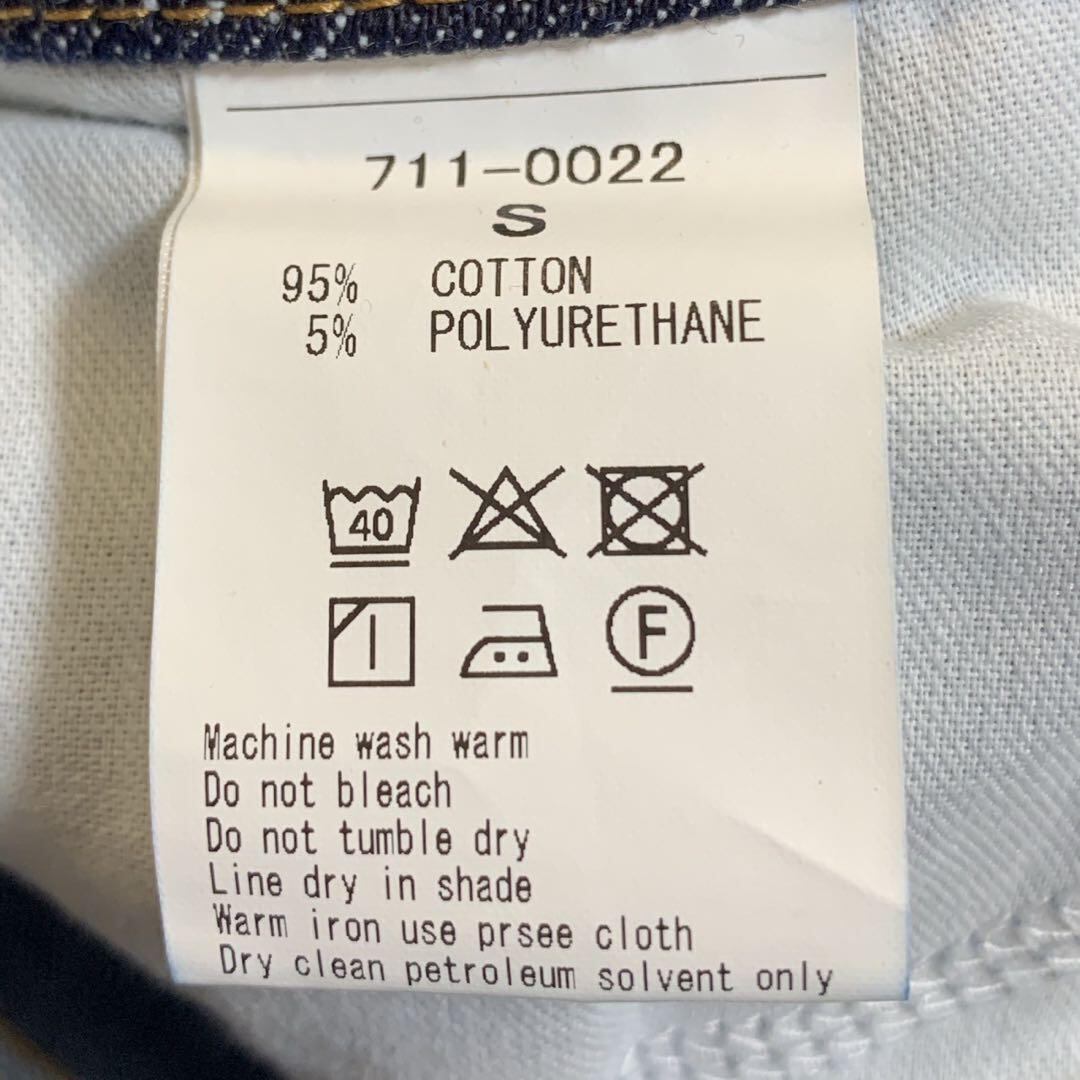 711-0022
S
95% COTTON
5% POLYURETHANE
40
F
Machine wash warm
Do not bleach
Do not tumble dry
Line dry in shade
Warm iron use prsee cloth
Dry clean petroleum solvent only